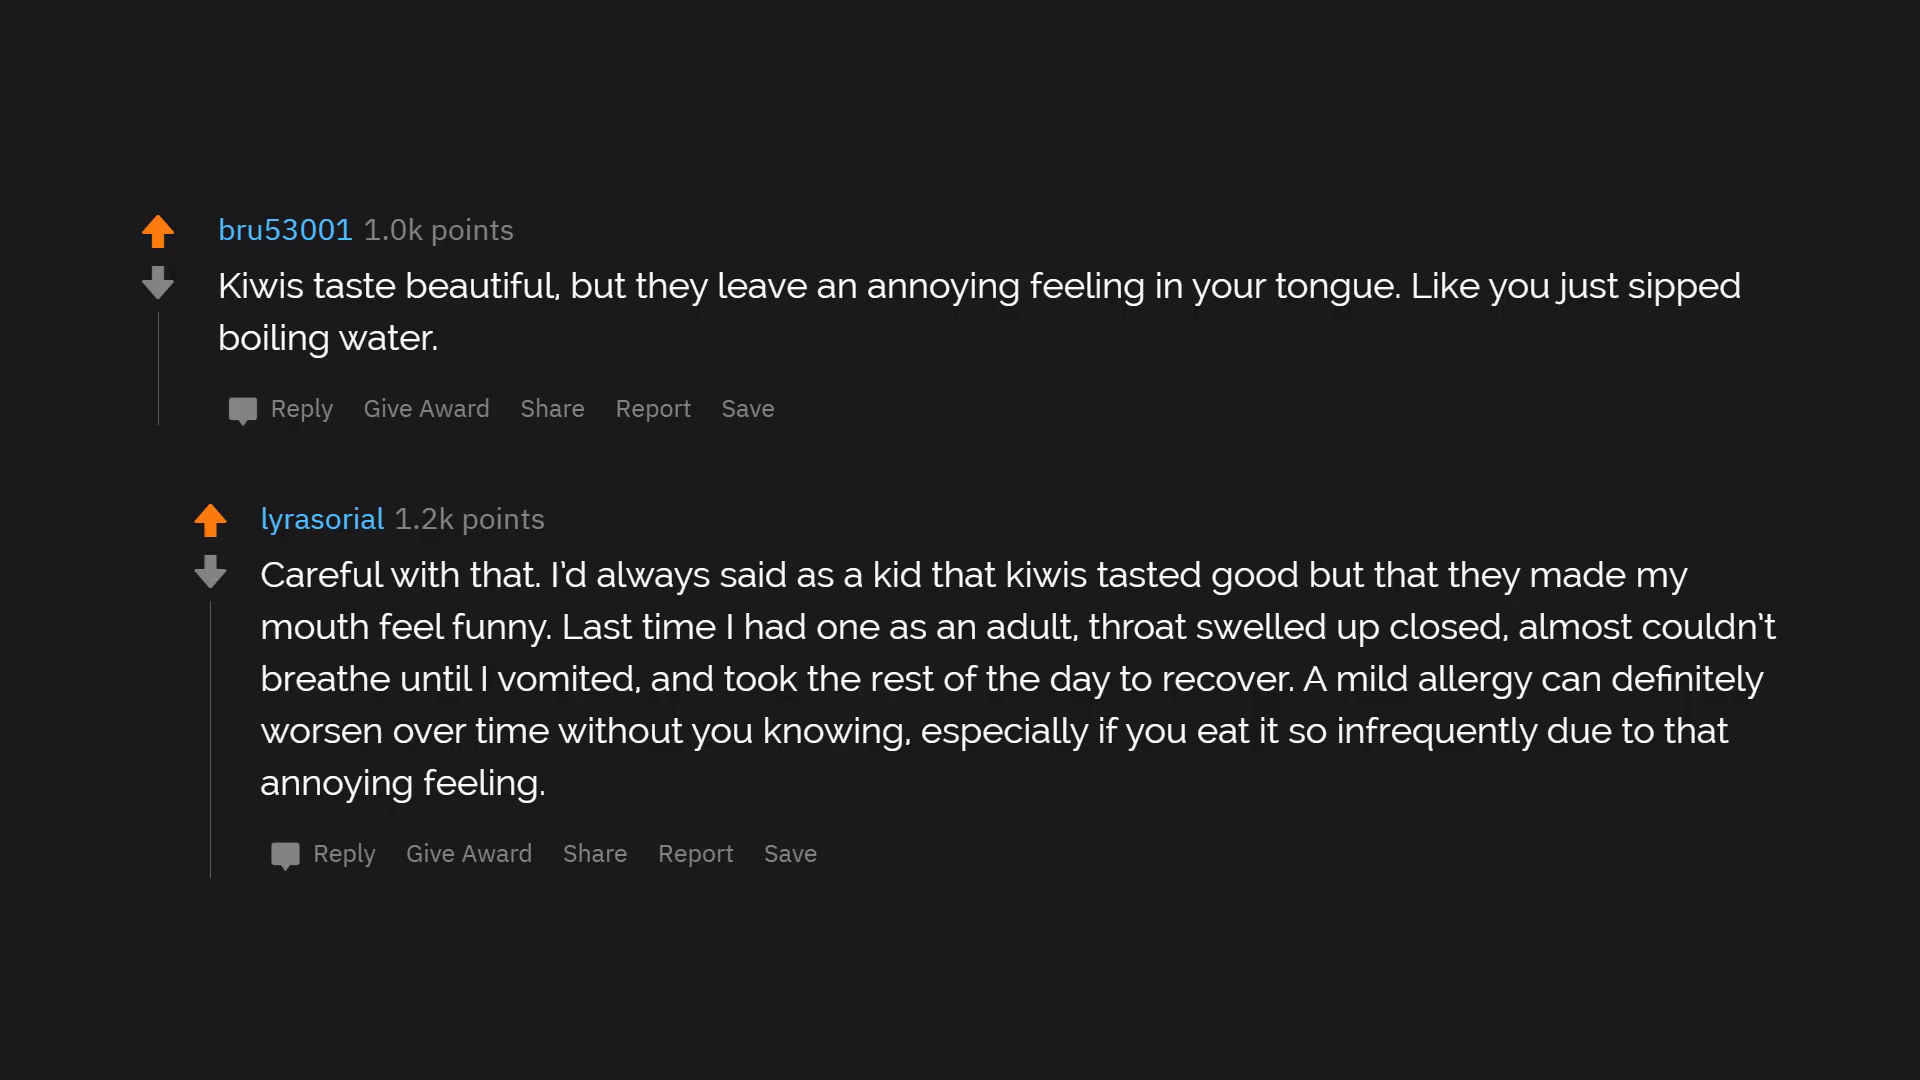 bru53001 1.0k points
Kiwis taste beautiful, but they leave an annoying feeling in your tongue. Like you just sipped
boiling water.
Reply Give Award Share Report Save
lyrasorial 1.2k points
Careful with that. I'd always said as a kid that kiwis tasted good but that they made my
mouth feel funny. Last time I had one as an adult, throat swelled up closed, almost couldn't
breathe until I vomited, and took the rest of the day to recover. A mild allergy can definitely
worsen over time without you knowing, especially if you eat it so infrequently due to that
annoying feeling.
Reply Give Award Share Report Save